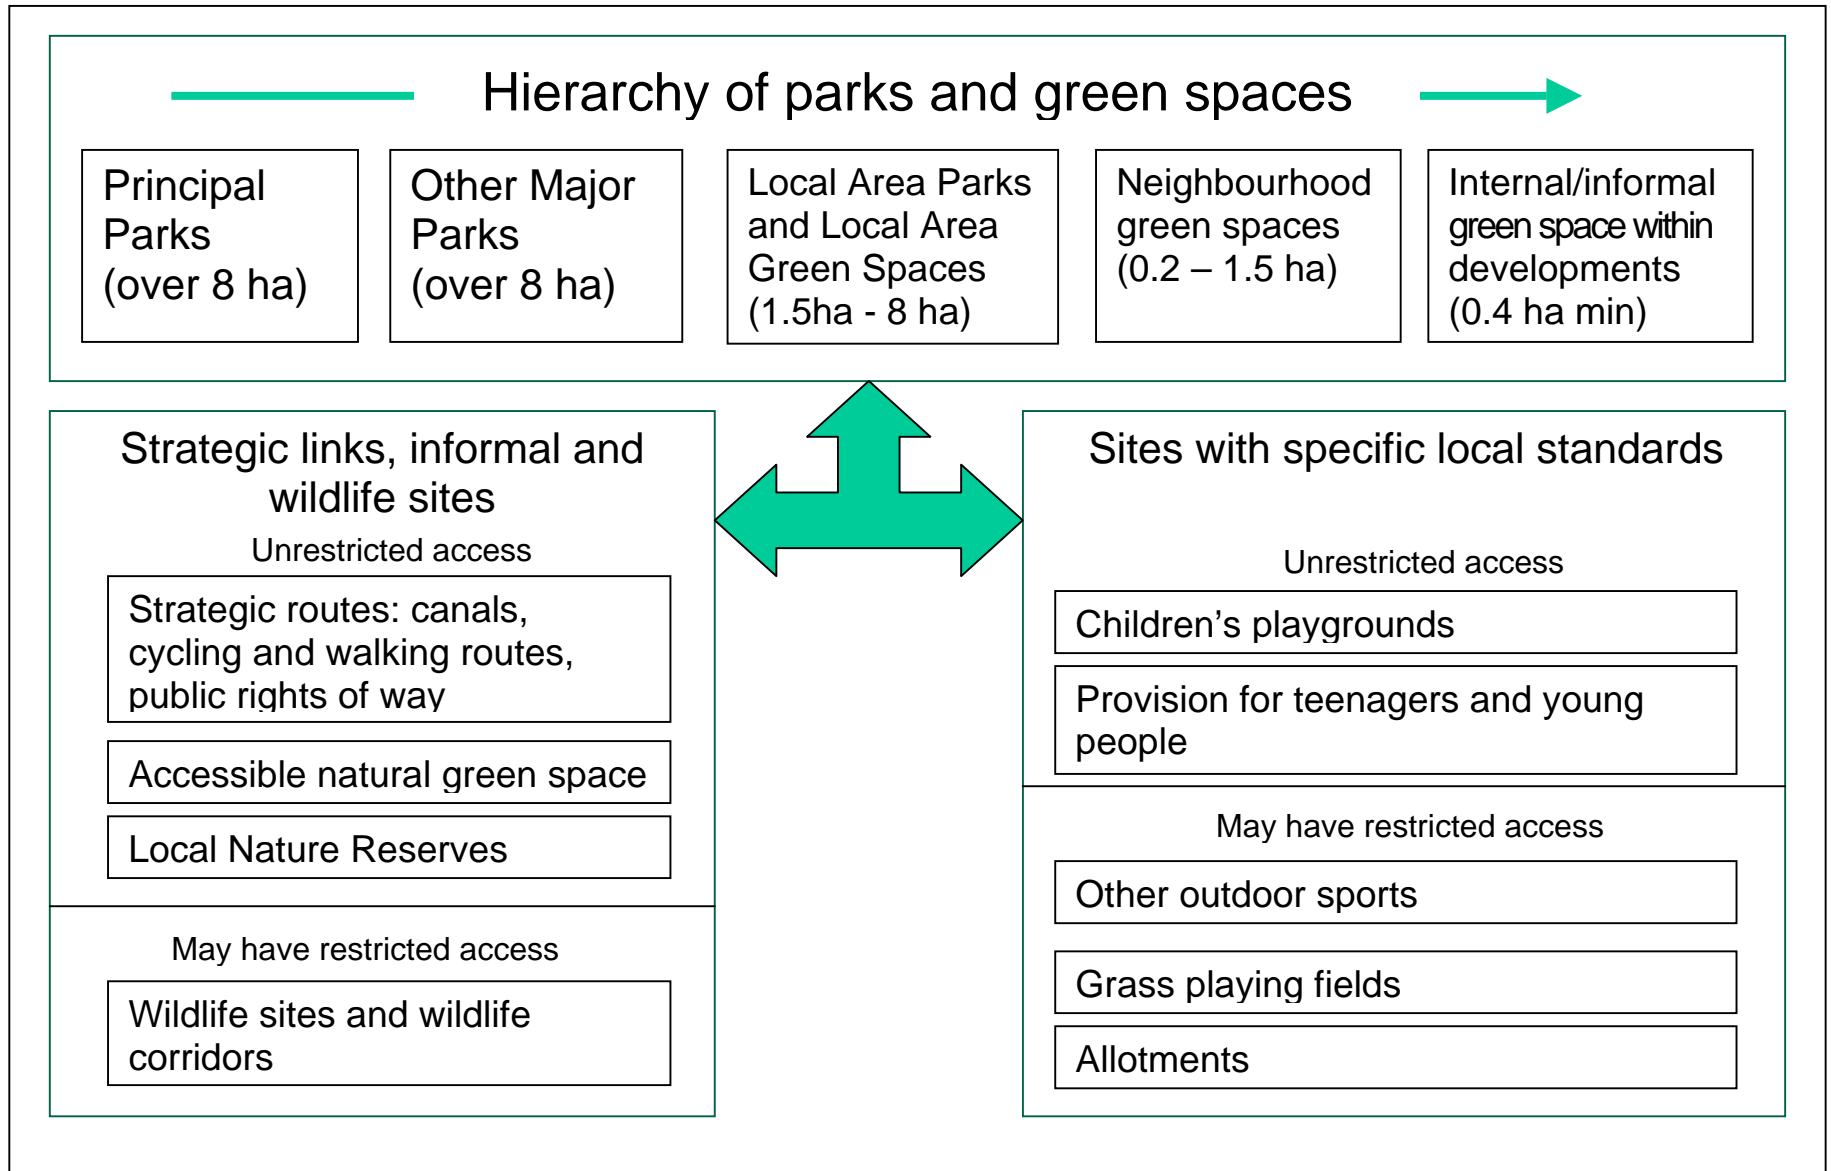 Hierarchy of parks and green spaces
Principal
Parks
(over 8 ha)
Other Major
Parks
(over 8 ha)
Local Area Parks
and Local Area
Green Spaces
(1.5ha - 8 ha)
Neighbourhood
green spaces
(0.2 – 1.5 ha)
Internal/informal
green space within
developments
(0.4 ha min)
Strategic links, informal and
wildlife sites
Unrestricted access
Strategic routes: canals,
cycling and walking routes,
public rights of way
Accessible natural green space
Local Nature Reserves
May have restricted access
Wildlife sites and wildlife
corridors
Sites with specific local standards
Unrestricted access
Children’s playgrounds
Provision for teenagers and young
people
May have restricted access
Other outdoor sports
Grass playing fields
Allotments